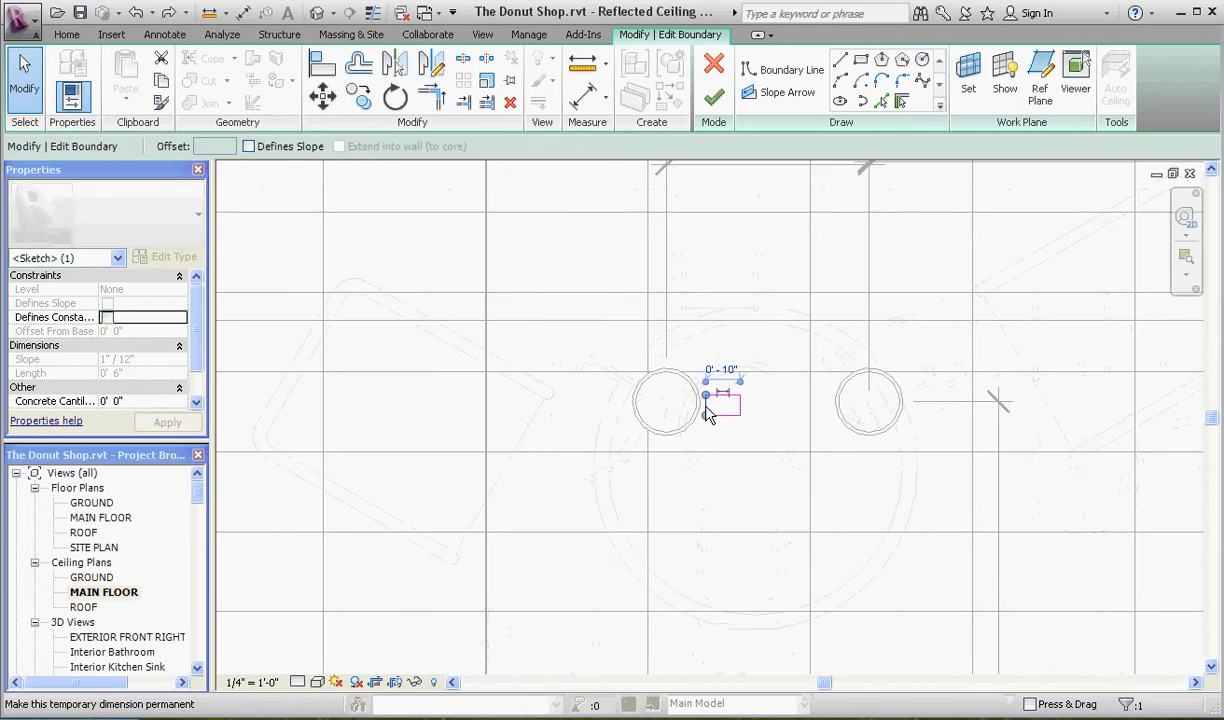 The Donut Shop.rvt - Reflected Ceiling ...
Type a keyword or phrase
Sign In
Home
Insert
Annotate
Analyze
Structure
Massing & Site
Collaborate
View
Manage
Add-Ins
Modify | Edit Boundary
Modify
Paste
Cope
Cut
Join
Create
Boundary Line
Slope Arrow
Set
Show
Ref
Plane
Viewer
Auto
Ceiling
Select
Properties
Clipboard
Geometry
Modify
View
Measure
Create
Mode
Draw
Work Plane
Tools
Modify | Edit Boundary
Offset:
Defines Slope
Extend into wall (to core)
Properties
<Sketch> (1)
Edit Type
Constraints
Level
None
Defines Slope
Defines Consta...
Offset From Base
0' 0"
Dimensions
Slope
1" / 12"
Length
0' 6"
Other
Concrete Cantil...
0' 0"
Properties help
Apply
The Donut Shop.rvt - Project Bro...
Views (all)
Floor Plans
GROUND
MAIN FLOOR
ROOF
SITE PLAN
Ceiling Plans
GROUND
MAIN FLOOR
ROOF
3D Views
EXTERIOR FRONT RIGHT
Interior Bathroom
Interior Kitchen Sink
0' - 10"
2D
1/4" = 1'-0"
Make this temporary dimension permanent
:0
Main Model
Press & Drag
:1